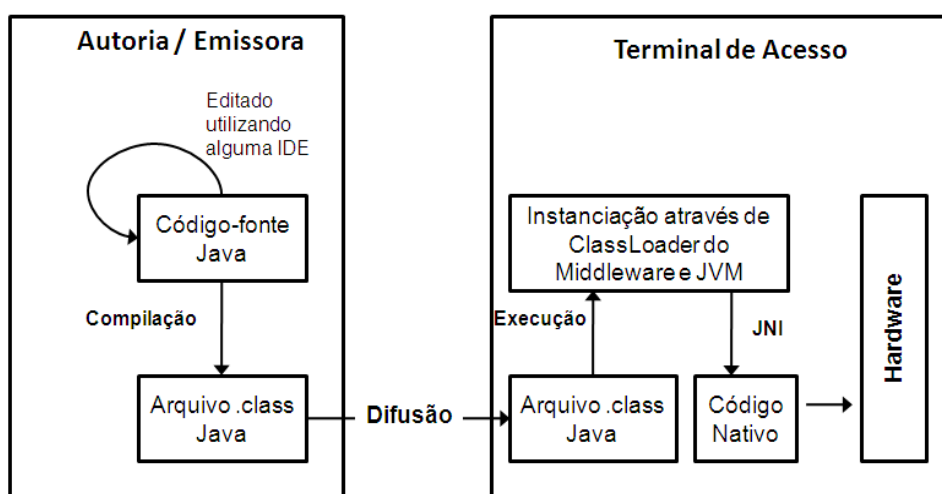 Autoria / Emissora
Editado
utilizando
alguma IDE
Código-fonte
Java
Compilação
Arquivo .class
Java
Difusão
Terminal de Acesso
Instanciação através de
ClassLoader do
Middleware e JVM
Execução
JNI
Arquivo .class
Java
Código
Nativo
Hardware